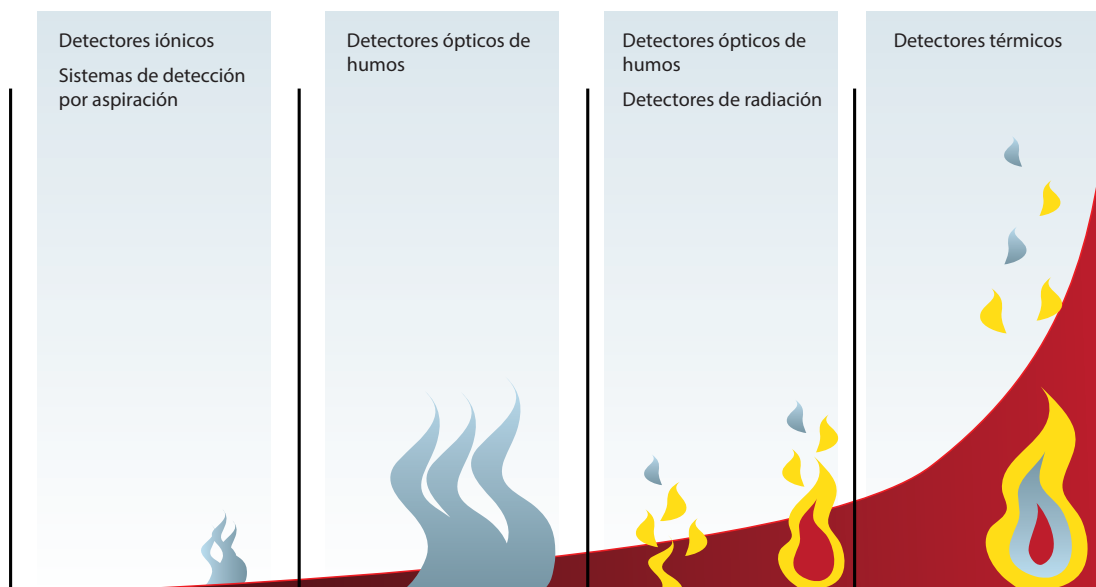 Detectores iónicos
Sistemas de detección
por aspiración
Detectores ópticos de
humos
Detectores ópticos de
humos
Detectores de radiación
Detectores térmicos